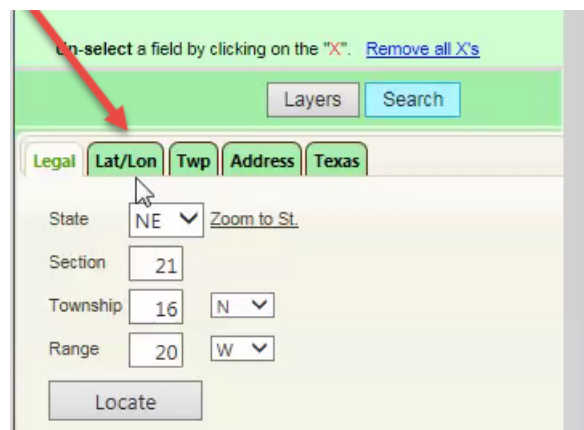 Un-select a field by clicking on the "X". Remove all X's
Layers Search
Legal Lat/Lon Twp Address Texas
State NE Zoom to St.
Section 21
Township 16 N
Range 20 W
Locate